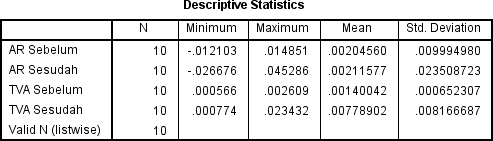 Descriptive Statistics
N Minimum Maximum Mean Std. Deviation
AR Sebelum 10 -.012103 .014851 .00204560 .009994980
AR Sesudah 10 -.026676 .045286 .00211577 .023508723
TVA Sebelum 10 .000566 .002609 .00140042 .000652307
TVA Sesudah 10 .000774 .023432 .00778902 .008166687
Valid N (listwise) 10